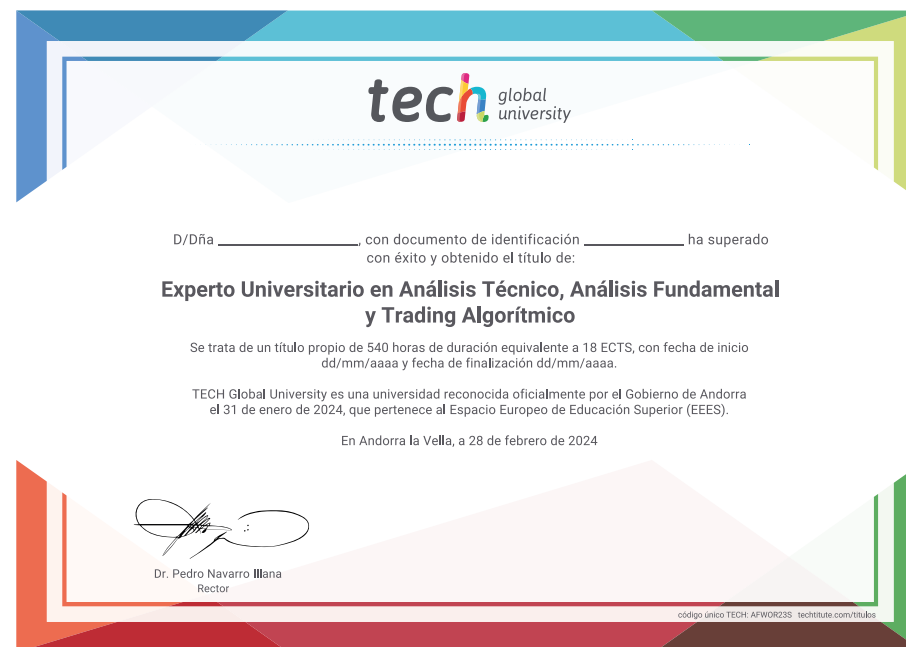 tech global university
D/Dña ________________, con documento de identificación ____________ ha superado
con éxito y obtenido el título de:
Experto Universitario en Análisis Técnico, Análisis Fundamental
y Trading Algorítmico
Se trata de un título propio de 540 horas de duración equivalente a 18 ECTS, con fecha de inicio
dd/mm/aaaa y fecha de finalización dd/mm/aaaa.
TECH Global University es una universidad reconocida oficialmente por el Gobierno de Andorra
el 31 de enero de 2024, que pertenece al Espacio Europeo de Educación Superior (EEES).
En Andorra la Vella, a 28 de febrero de 2024
Dr. Pedro Navarro Illana
Rector
código único TECH: AFWOR23S techtitute.com/titulos